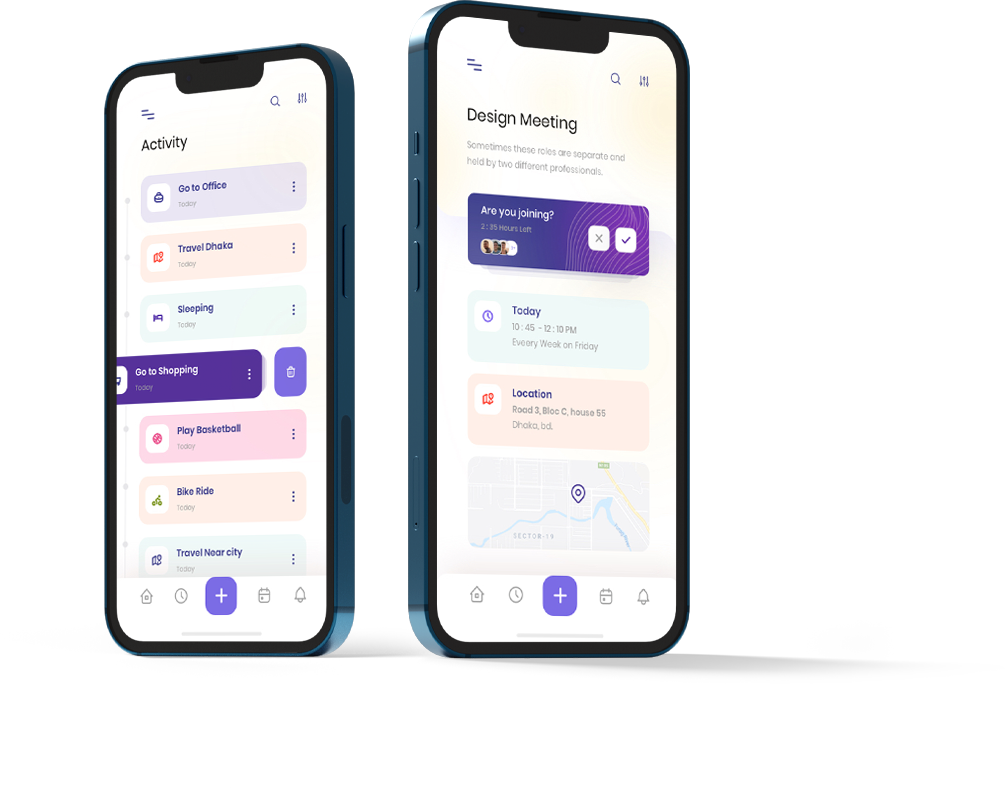 Activity
Go to Office
Today
Travel Dhaka
Today
Sleeping
Today
Go to Shopping
Today
Play Basketball
Today
Bike Ride
Today
Travel Near city
Today
Design Meeting
Sometimes these roles are separate and
held by two different professionals.
Are you joining?
2 : 35 Hours Left
Today
10 : 45 - 12 : 10 PM
Eveery Week on Friday
Location
Road 3, Bloc C, house 55
Dhaka, bd.
SECTOR-19